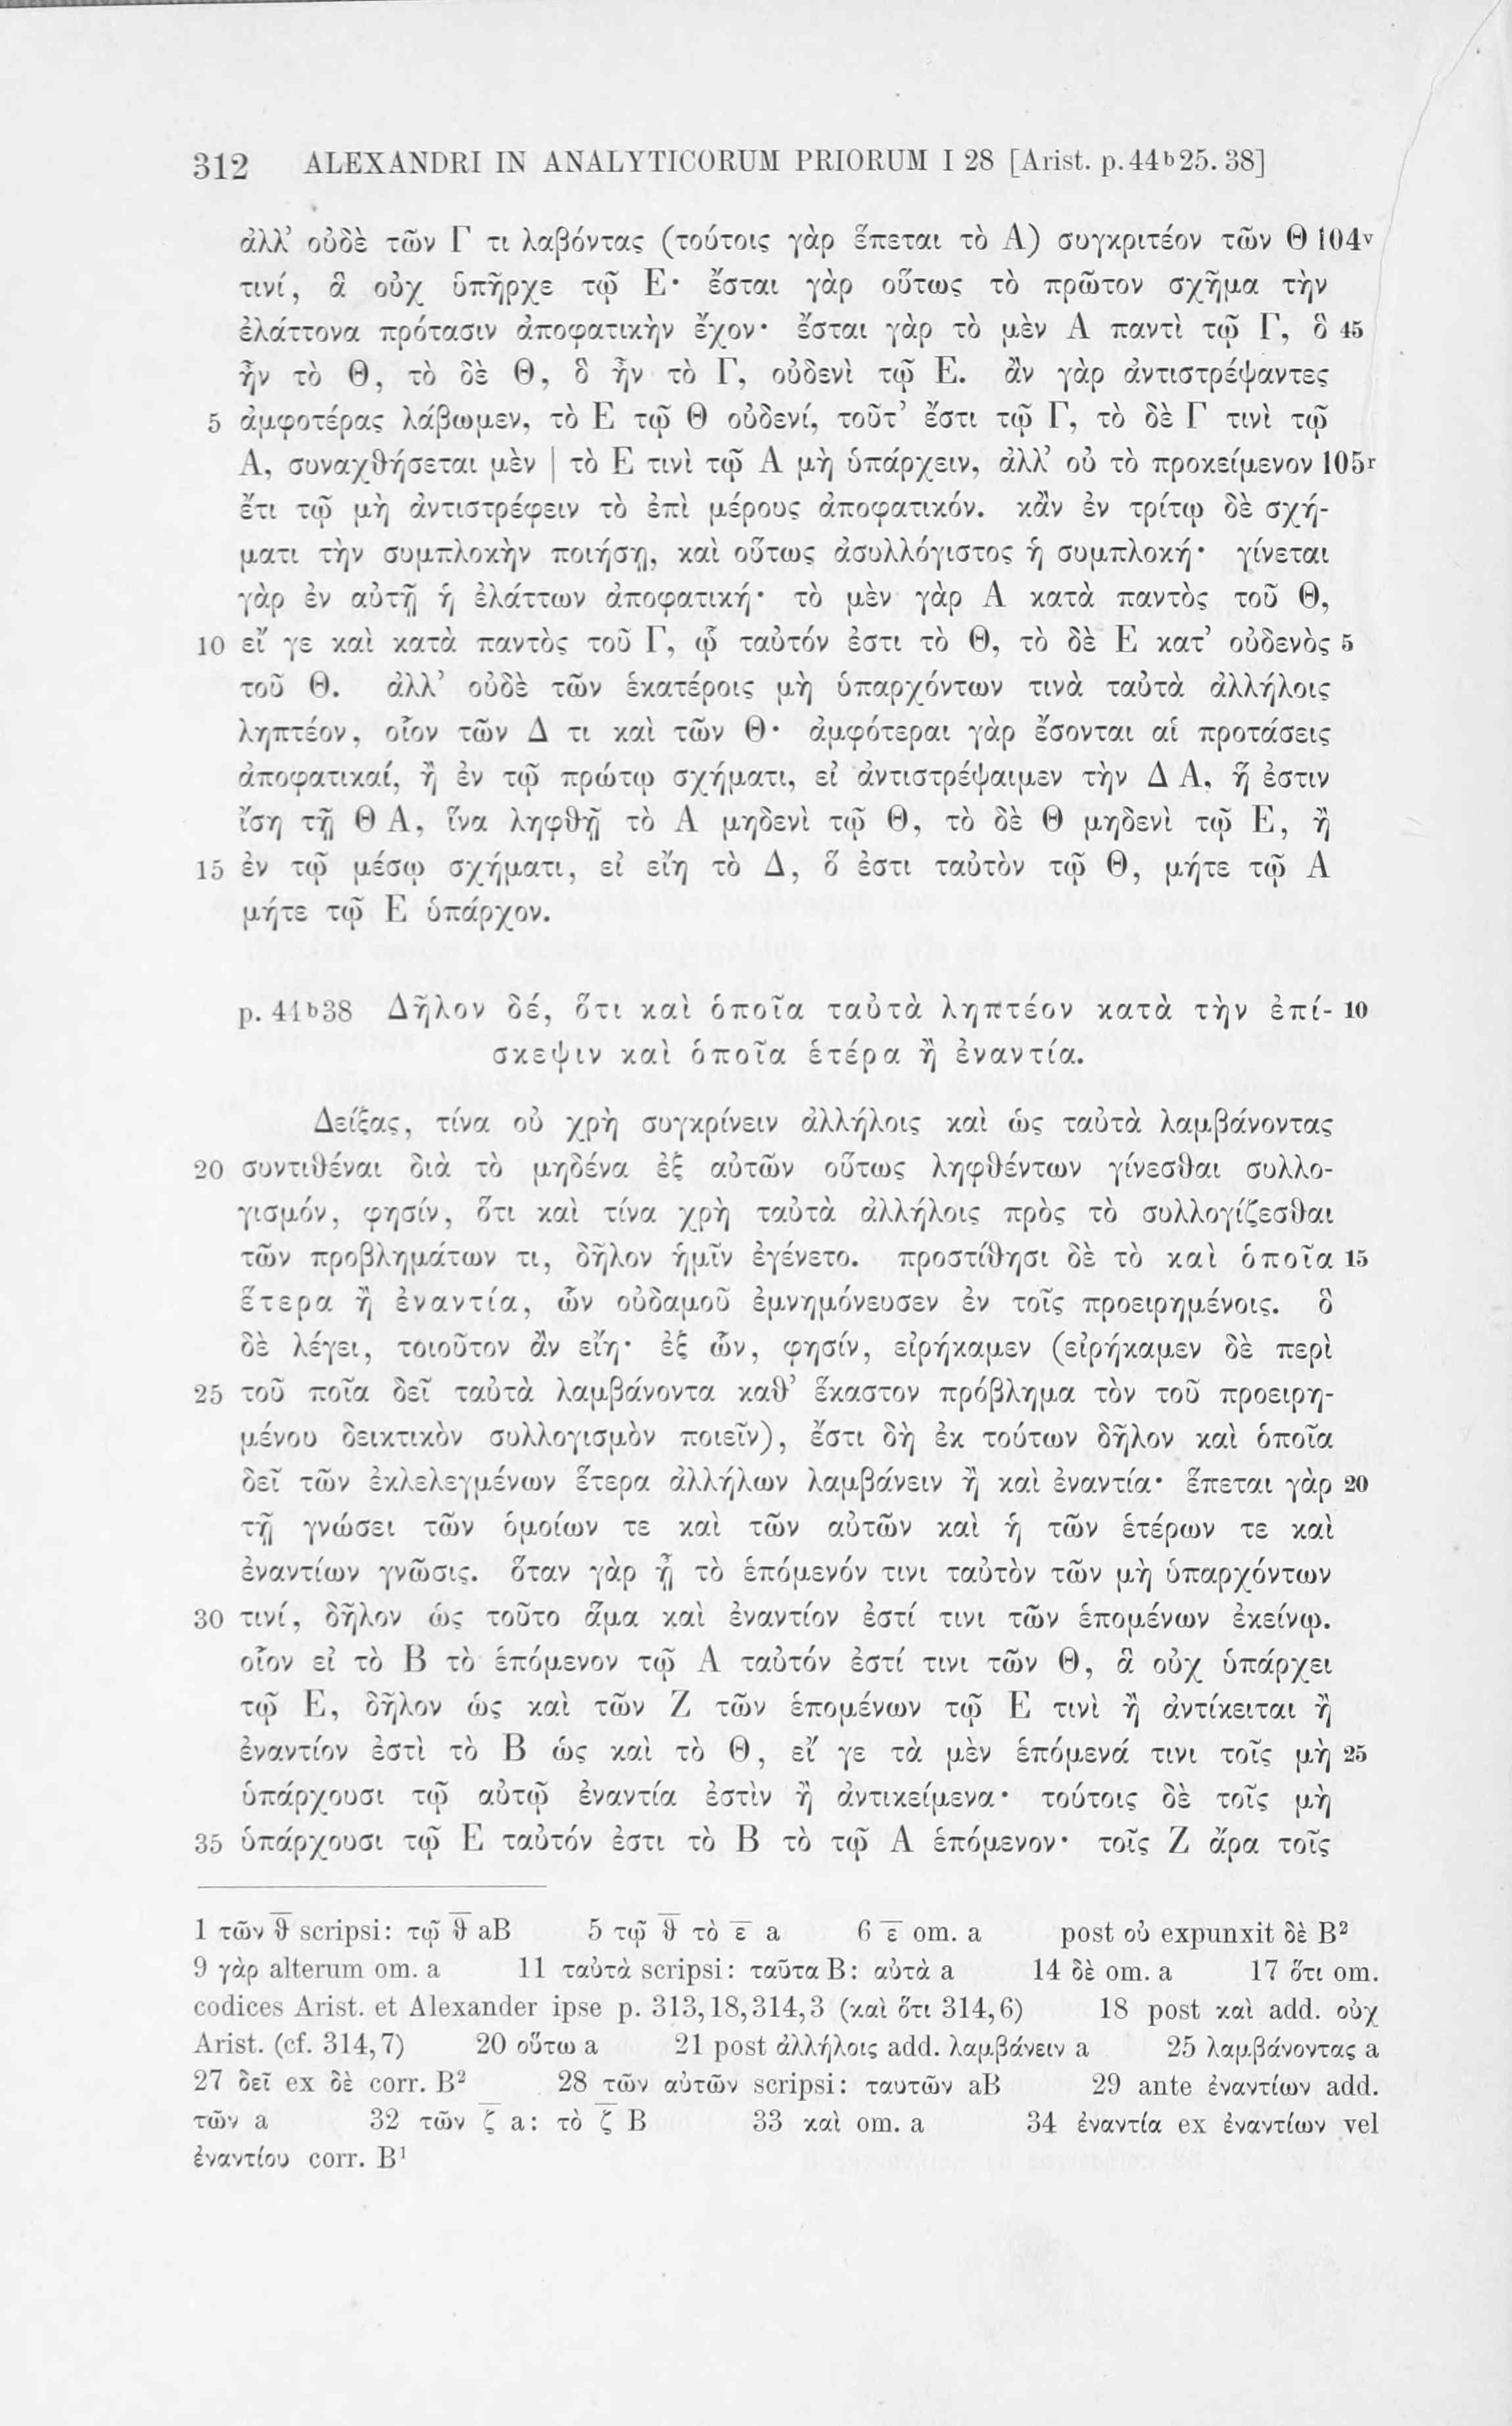 312 ALEXANDRI IN ANALYTICORUM PRIORUM I 28 [Arist. p.44ᵇ25.38]
ἀλλ’ οὐδὲ τῶν Γ τι λαβόντας (τούτοις γὰρ ἕπεται τὸ Α) συγκριτέον τῶν Θ 104ᵛ
τινί, ἃ οὐχ ὑπῆρχε τῷ Ε· ἔσται γὰρ οὕτως τὸ πρῶτον σχῆμα τὴν
ἐλάττονα πρότασιν ἀποφατικὴν ἔχον· ἔσται γὰρ τὸ μὲν Α παντὶ τῷ Γ, ὃ 45
ἦν τὸ Θ, τὸ δὲ Θ, ὃ ἦν τὸ Γ, οὐδενὶ τῷ Ε. ἂν γὰρ ἀντιστρέψαντες
5 ἀμφοτέρας λάβωμεν, τὸ Ε τῷ Θ οὐδενί, τοῦτ’ ἔστι τῷ Γ, τὸ δὲ Γ τινὶ τῷ
Α, συναχθήσεται μὲν | τὸ Ε τινὶ τῷ Α μὴ ὑπάρχειν, ἀλλ’ οὐ τὸ προκείμενον 105ʳ
ἔτι τῷ μὴ ἀντιστρέφειν τὸ ἐπὶ μέρους ἀποφατικόν. κἂν ἐν τρίτῳ δὲ σχή-
ματι τὴν συμπλοκὴν ποιήσῃ, καὶ οὕτως ἀσυλλόγιστος ἡ συμπλοκή· γίνεται
γὰρ ἐν αὐτῇ ἡ ἐλάττων ἀποφατική· τὸ μὲν γὰρ Α κατὰ παντὸς τοῦ Θ,
10 εἴ γε καὶ κατὰ παντὸς τοῦ Γ, ᾧ ταὐτόν ἐστι τὸ Θ, τὸ δὲ Ε κατ’ οὐδενὸς 5
τοῦ Θ. ἀλλ’ οὐδὲ τῶν ἑκατέροις μὴ ὑπαρχόντων τινὰ ταὐτὰ ἀλλήλοις
ληπτέον, οἷον τῶν Δ τι καὶ τῶν Θ· ἀμφότεραι γὰρ ἔσονται αἱ προτάσεις
ἀποφατικαί, ἢ ἐν τῷ πρώτῳ σχήματι, εἰ ἀντιστρέψαιμεν τὴν Δ Α, ἥ ἐστιν
ἴση τῇ Θ Α, ἵνα ληφθῇ τὸ Α μηδενὶ τῷ Θ, τὸ δὲ Θ μηδενὶ τῷ Ε, ἢ
15 ἐν τῷ μέσῳ σχήματι, εἰ εἴη τὸ Δ, ὅ ἐστι ταὐτὸν τῷ Θ, μήτε τῷ Α
μήτε τῷ Ε ὑπάρχον.
p. 44ᵇ38 Δῆλον δέ, ὅτι καὶ ὁποῖα ταὐτὰ ληπτέον κατὰ τὴν ἐπί- 10
σκεψιν καὶ ὁποῖα ἑτέρα ἢ ἐναντία.
Δείξας, τίνα οὐ χρὴ συγκρίνειν ἀλλήλοις καὶ ὡς ταὐτὰ λαμβάνοντας
20 συντιθέναι διὰ τὸ μηδένα ἐξ αὐτῶν οὕτως ληφθέντων γίνεσθαι συλλο-
γισμόν, φησίν, ὅτι καὶ τίνα χρὴ ταὐτὰ ἀλλήλοις πρὸς τὸ συλλογίζεσθαι
τῶν προβλημάτων τι, δῆλον ἡμῖν ἐγένετο. προστίθησι δὲ τὸ καὶ ὁποῖα 15
ἕτερα ἢ ἐναντία, ὧν οὐδαμοῦ ἐμνημόνευσεν ἐν τοῖς προειρημένοις. ὃ
δὲ λέγει, τοιοῦτον ἂν εἴη· ἐξ ὧν, φησίν, εἰρήκαμεν (εἰρήκαμεν δὲ περὶ
25 τοῦ ποῖα δεῖ ταὐτὰ λαμβάνοντα καθ’ ἕκαστον πρόβλημα τὸν τοῦ προειρη-
μένου δεικτικὸν συλλογισμὸν ποιεῖν), ἔστι δὴ ἐκ τούτων δῆλον καὶ ὁποῖα
δεῖ τῶν ἐκλελεγμένων ἕτερα ἀλλήλων λαμβάνειν ἢ καὶ ἐναντία· ἕπεται γὰρ 20
τῇ γνώσει τῶν ὁμοίων τε καὶ τῶν αὐτῶν καὶ ἡ τῶν ἑτέρων τε καὶ
ἐναντίων γνῶσις. ὅταν γὰρ ᾖ τὸ ἑπόμενόν τινι ταὐτὸν τῶν μὴ ὑπαρχόντων
30 τινί, δῆλον ὡς τοῦτο ἅμα καὶ ἐναντίον ἐστί τινι τῶν ἑπομένων ἐκείνῳ.
οἷον εἰ τὸ Β τὸ ἑπόμενον τῷ Α ταὐτόν ἐστί τινι τῶν Θ, ἃ οὐχ ὑπάρχει
τῷ Ε, δῆλον ὡς καὶ τῶν Ζ τῶν ἑπομένων τῷ Ε τινὶ ἢ ἀντίκειται ἢ
ἐναντίον ἐστὶ τὸ Β ὡς καὶ τὸ Θ, εἴ γε τὰ μὲν ἑπόμενά τινι τοῖς μὴ 25
ὑπάρχουσι τῷ αὐτῷ ἐναντία ἐστὶν ἢ ἀντικείμενα· τούτοις δὲ τοῖς μὴ
35 ὑπάρχουσι τῷ Ε ταὐτόν ἐστι τὸ Β τὸ τῷ Α ἑπόμενον· τοῖς Ζ ἄρα τοῖς
1 τῶν θ̅ scripsi: τῷ θ̅ aB 5 τῷ θ̅ τὸ ε̅ a 6 ε̅ om. a post οὐ expunxit δὲ B²
9 γὰρ alterum om. a 11 ταὐτὰ scripsi: ταῦτα B: αὐτὰ a 14 δὲ om. a 17 ὅτι om.
codices Arist. et Alexander ipse p. 313,18,314,3 (καὶ ὅτι 314,6) 18 post καὶ add. οὐχ
Arist. (cf. 314,7) 20 οὕτω a 21 post ἀλλήλοις add. λαμβάνειν a 25 λαμβάνοντας a
27 δεῖ ex δὲ corr. B² 28 τῶν αὐτῶν scripsi: ταυτῶν aB 29 ante ἐναντίων add.
τῶν a 32 τῶν ζ̅ a: τὸ ζ̅ B 33 καὶ om. a 34 ἐναντία ex ἐναντίων vel
ἐναντίου corr. B¹